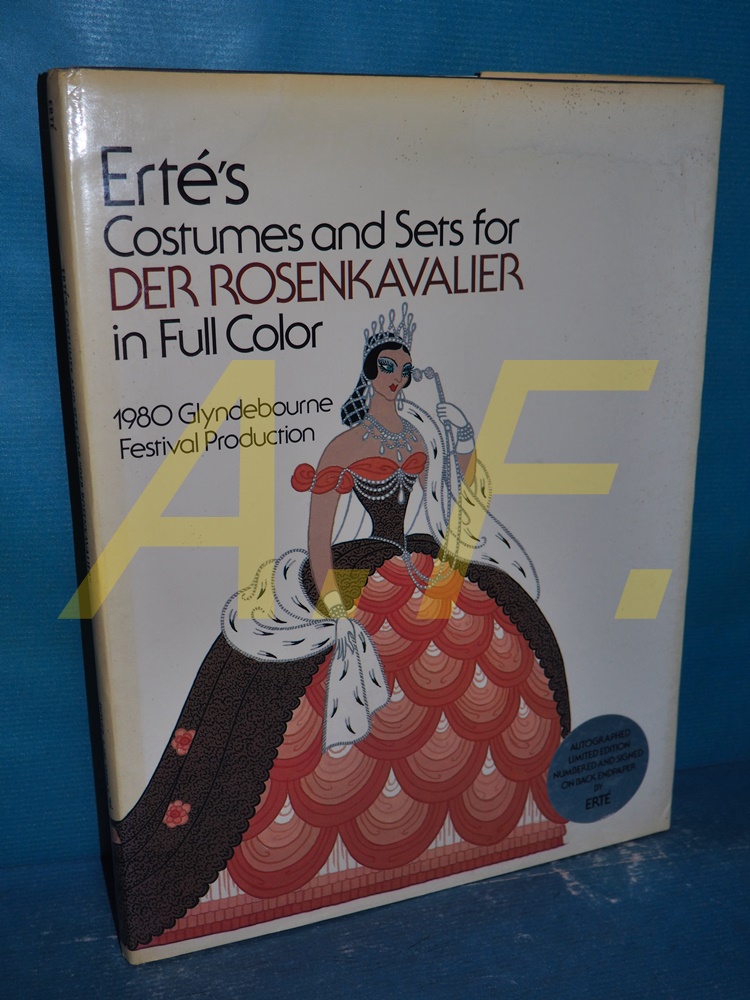 Erté's
Costumes and Sets for
DER ROSENKAVALIER
in Full Color
1980 Glyndebourne
Festival Production
A.F.
AUTOGRAPHED
LIMITED EDITION
NUMBERED AND SIGNED
ON BACK ENDPAPER
BY
ERTÉ